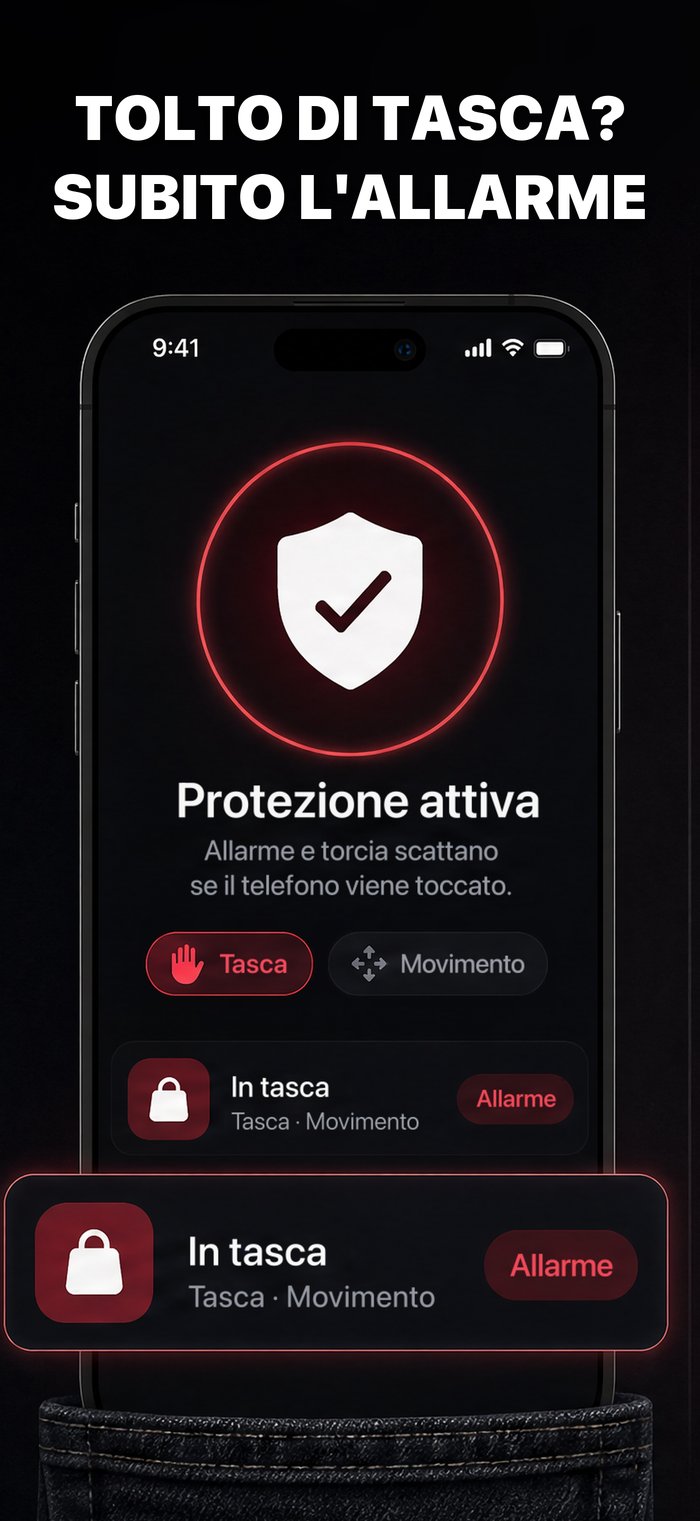 TOLTO DI TASCA?
SUBITO L'ALLARME
9:41
Protezione attiva
Allarme e torcia scattano
se il telefono viene toccato.
Tasca
Movimento
In tasca
Tasca · Movimento
Allarme
In tasca
Tasca · Movimento
Allarme